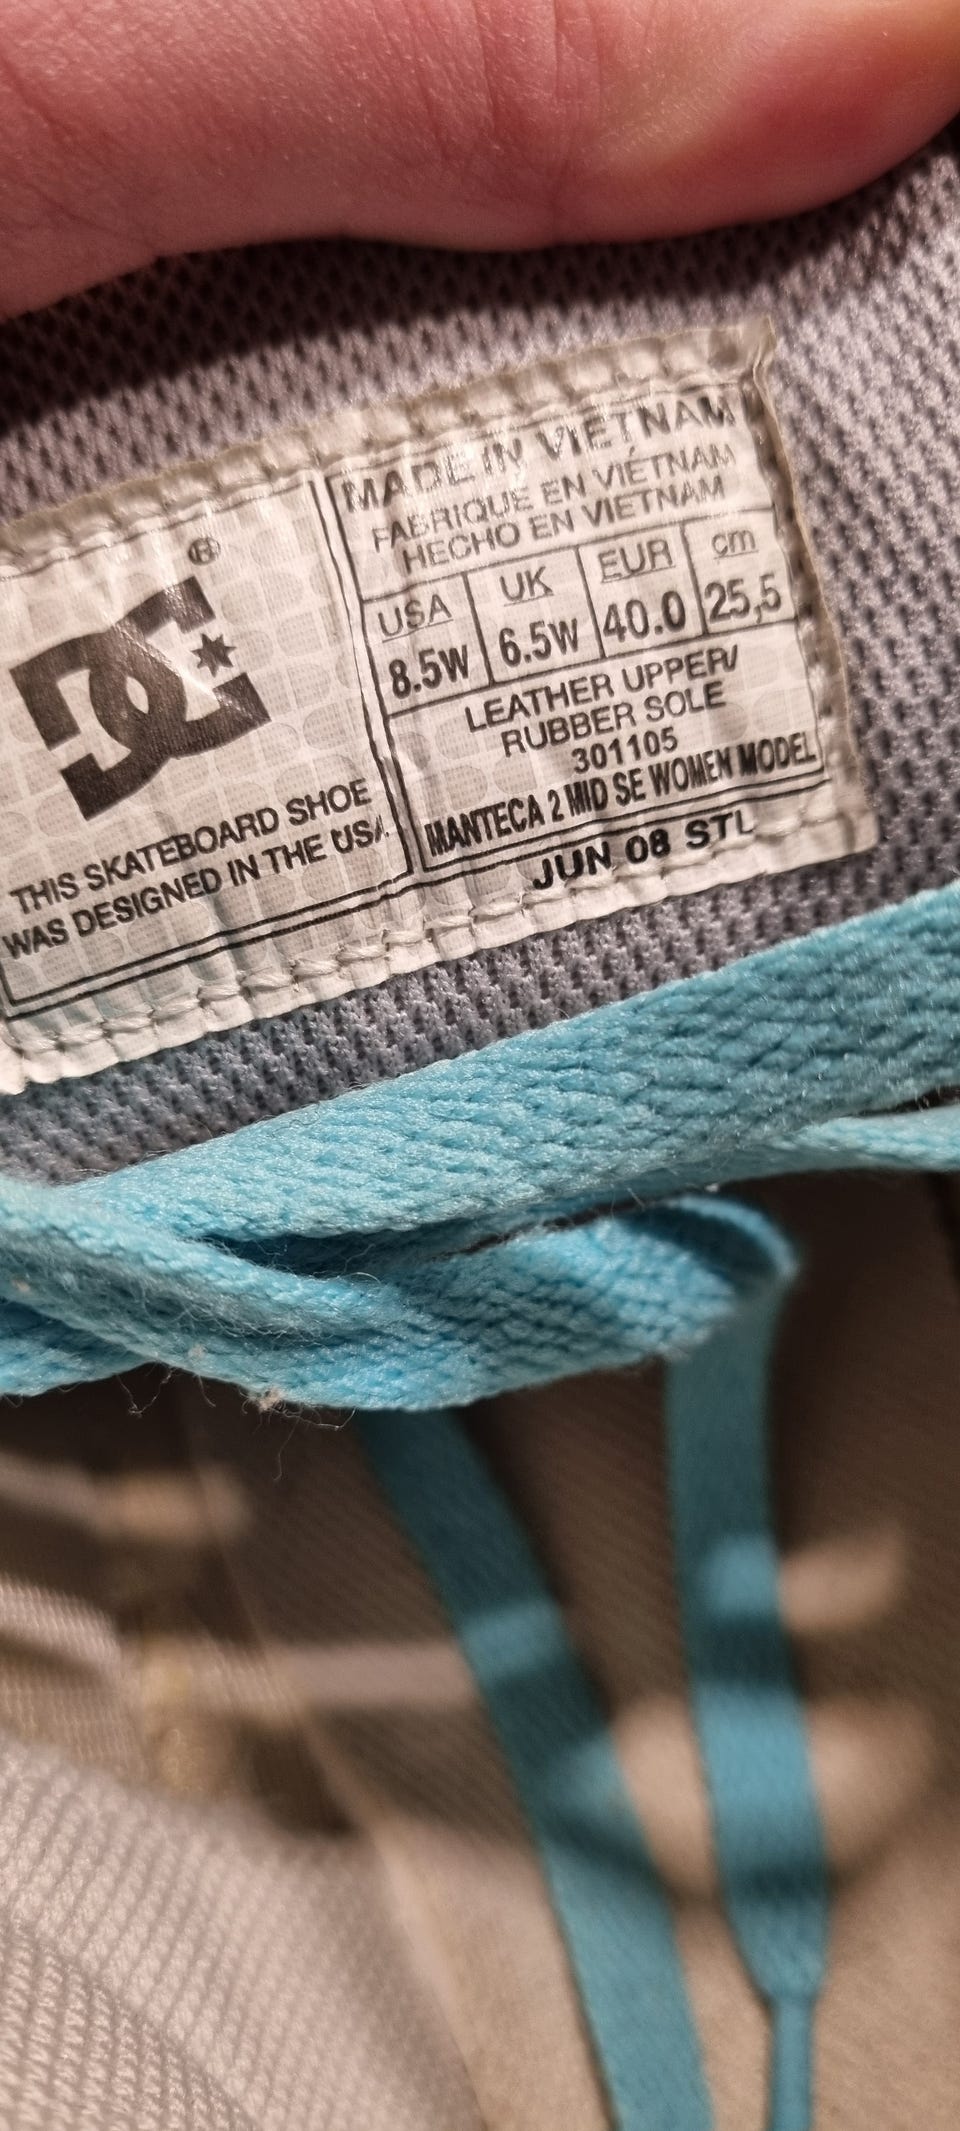 DC®
THIS SKATEBOARD SHOE
WAS DESIGNED IN THE USA.
MADE IN VIETNAM
FABRIQUE EN VIÉTNAM
HECHO EN VIETNAM
USA UK EUR cm
8.5W 6.5W 40.0 25,5
LEATHER UPPER/
RUBBER SOLE
301105
MANTECA 2 MID SE WOMEN MODEL
JUN 08 STL